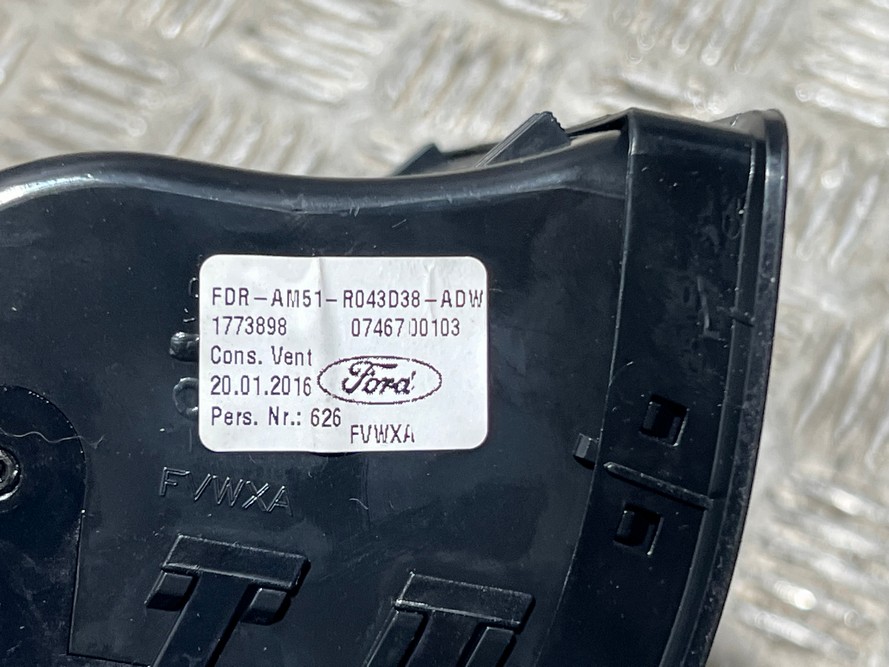 FDR-AM51-R043D38-ADW
1773898 0746700103
Cons. Vent
20.01.2016 Ford
Pers. Nr.: 626
FVWXA
FVWXA